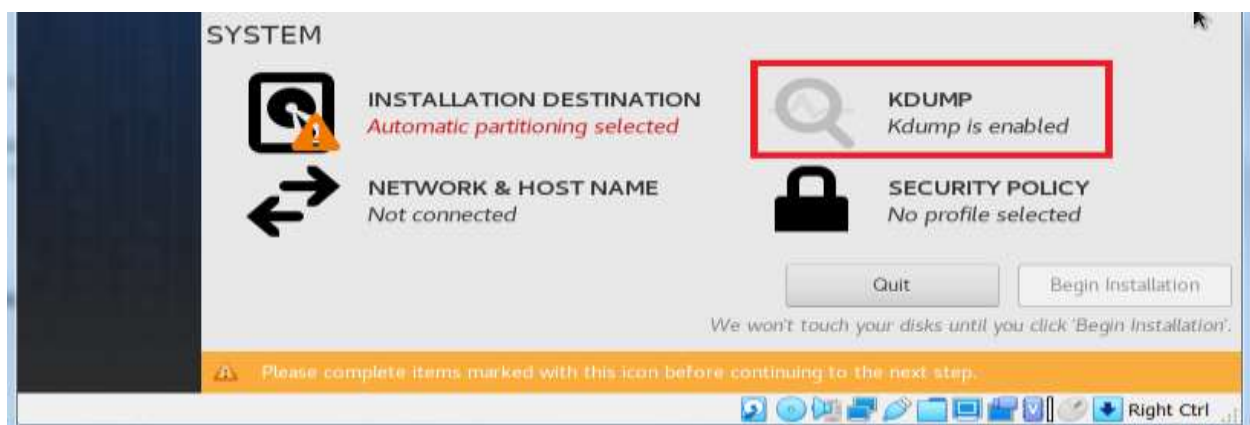 SYSTEM
INSTALLATION DESTINATION
Automatic partitioning selected
KDUMP
Kdump is enabled
NETWORK & HOST NAME
Not connected
SECURITY POLICY
No profile selected
Quit
Begin Installation
We won't touch your disks until you click 'Begin Installation'.
Please complete items marked with this icon before continuing to the next step.
Right Ctrl